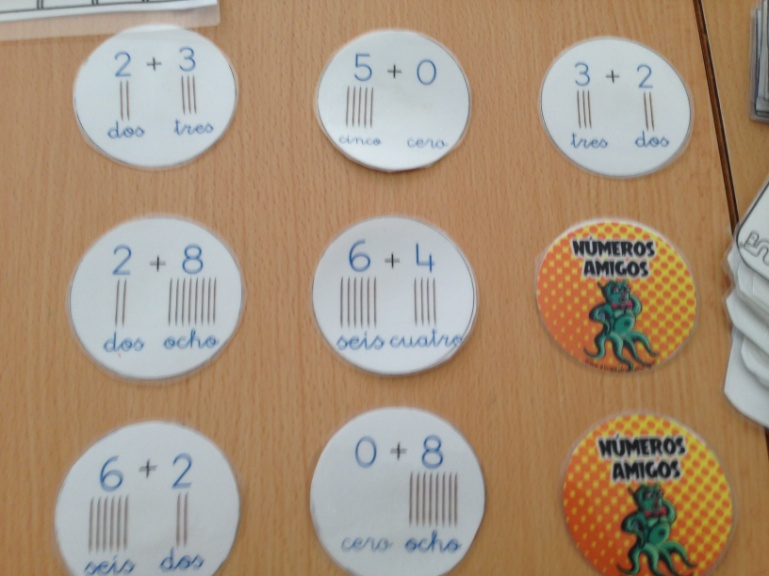 2 + 3
dos tres
5 + 0
cinco cero
3 + 2
tres dos
2 + 8
dos ocho
6 + 4
seis cuatro
NÚMEROS
AMIGOS
6 + 2
seis dos
0 + 8
cero ocho
NÚMEROS
AMIGOS